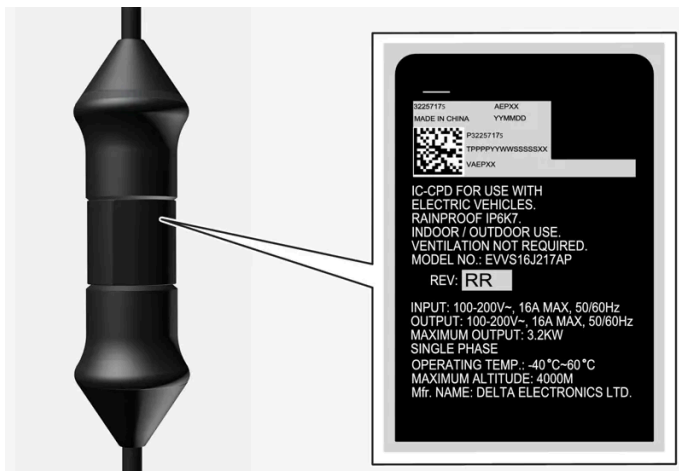 32257175 AEPXX
MADE IN CHINA YYMMDD
P32257175
TPPPPYYWWSSSSSXX
VAEPXX
IC-CPD FOR USE WITH
ELECTRIC VEHICLES.
RAINPROOF IP6K7.
INDOOR / OUTDOOR USE.
VENTILATION NOT REQUIRED.
MODEL NO.: EVVS16J217AP
REV: RR
INPUT: 100-200V~, 16A MAX, 50/60Hz
OUTPUT: 100-200V~, 16A MAX, 50/60Hz
MAXIMUM OUTPUT: 3.2KW
SINGLE PHASE
OPERATING TEMP.: -40°C~60°C
MAXIMUM ALTITUDE: 4000M
Mfr. NAME: DELTA ELECTRONICS LTD.